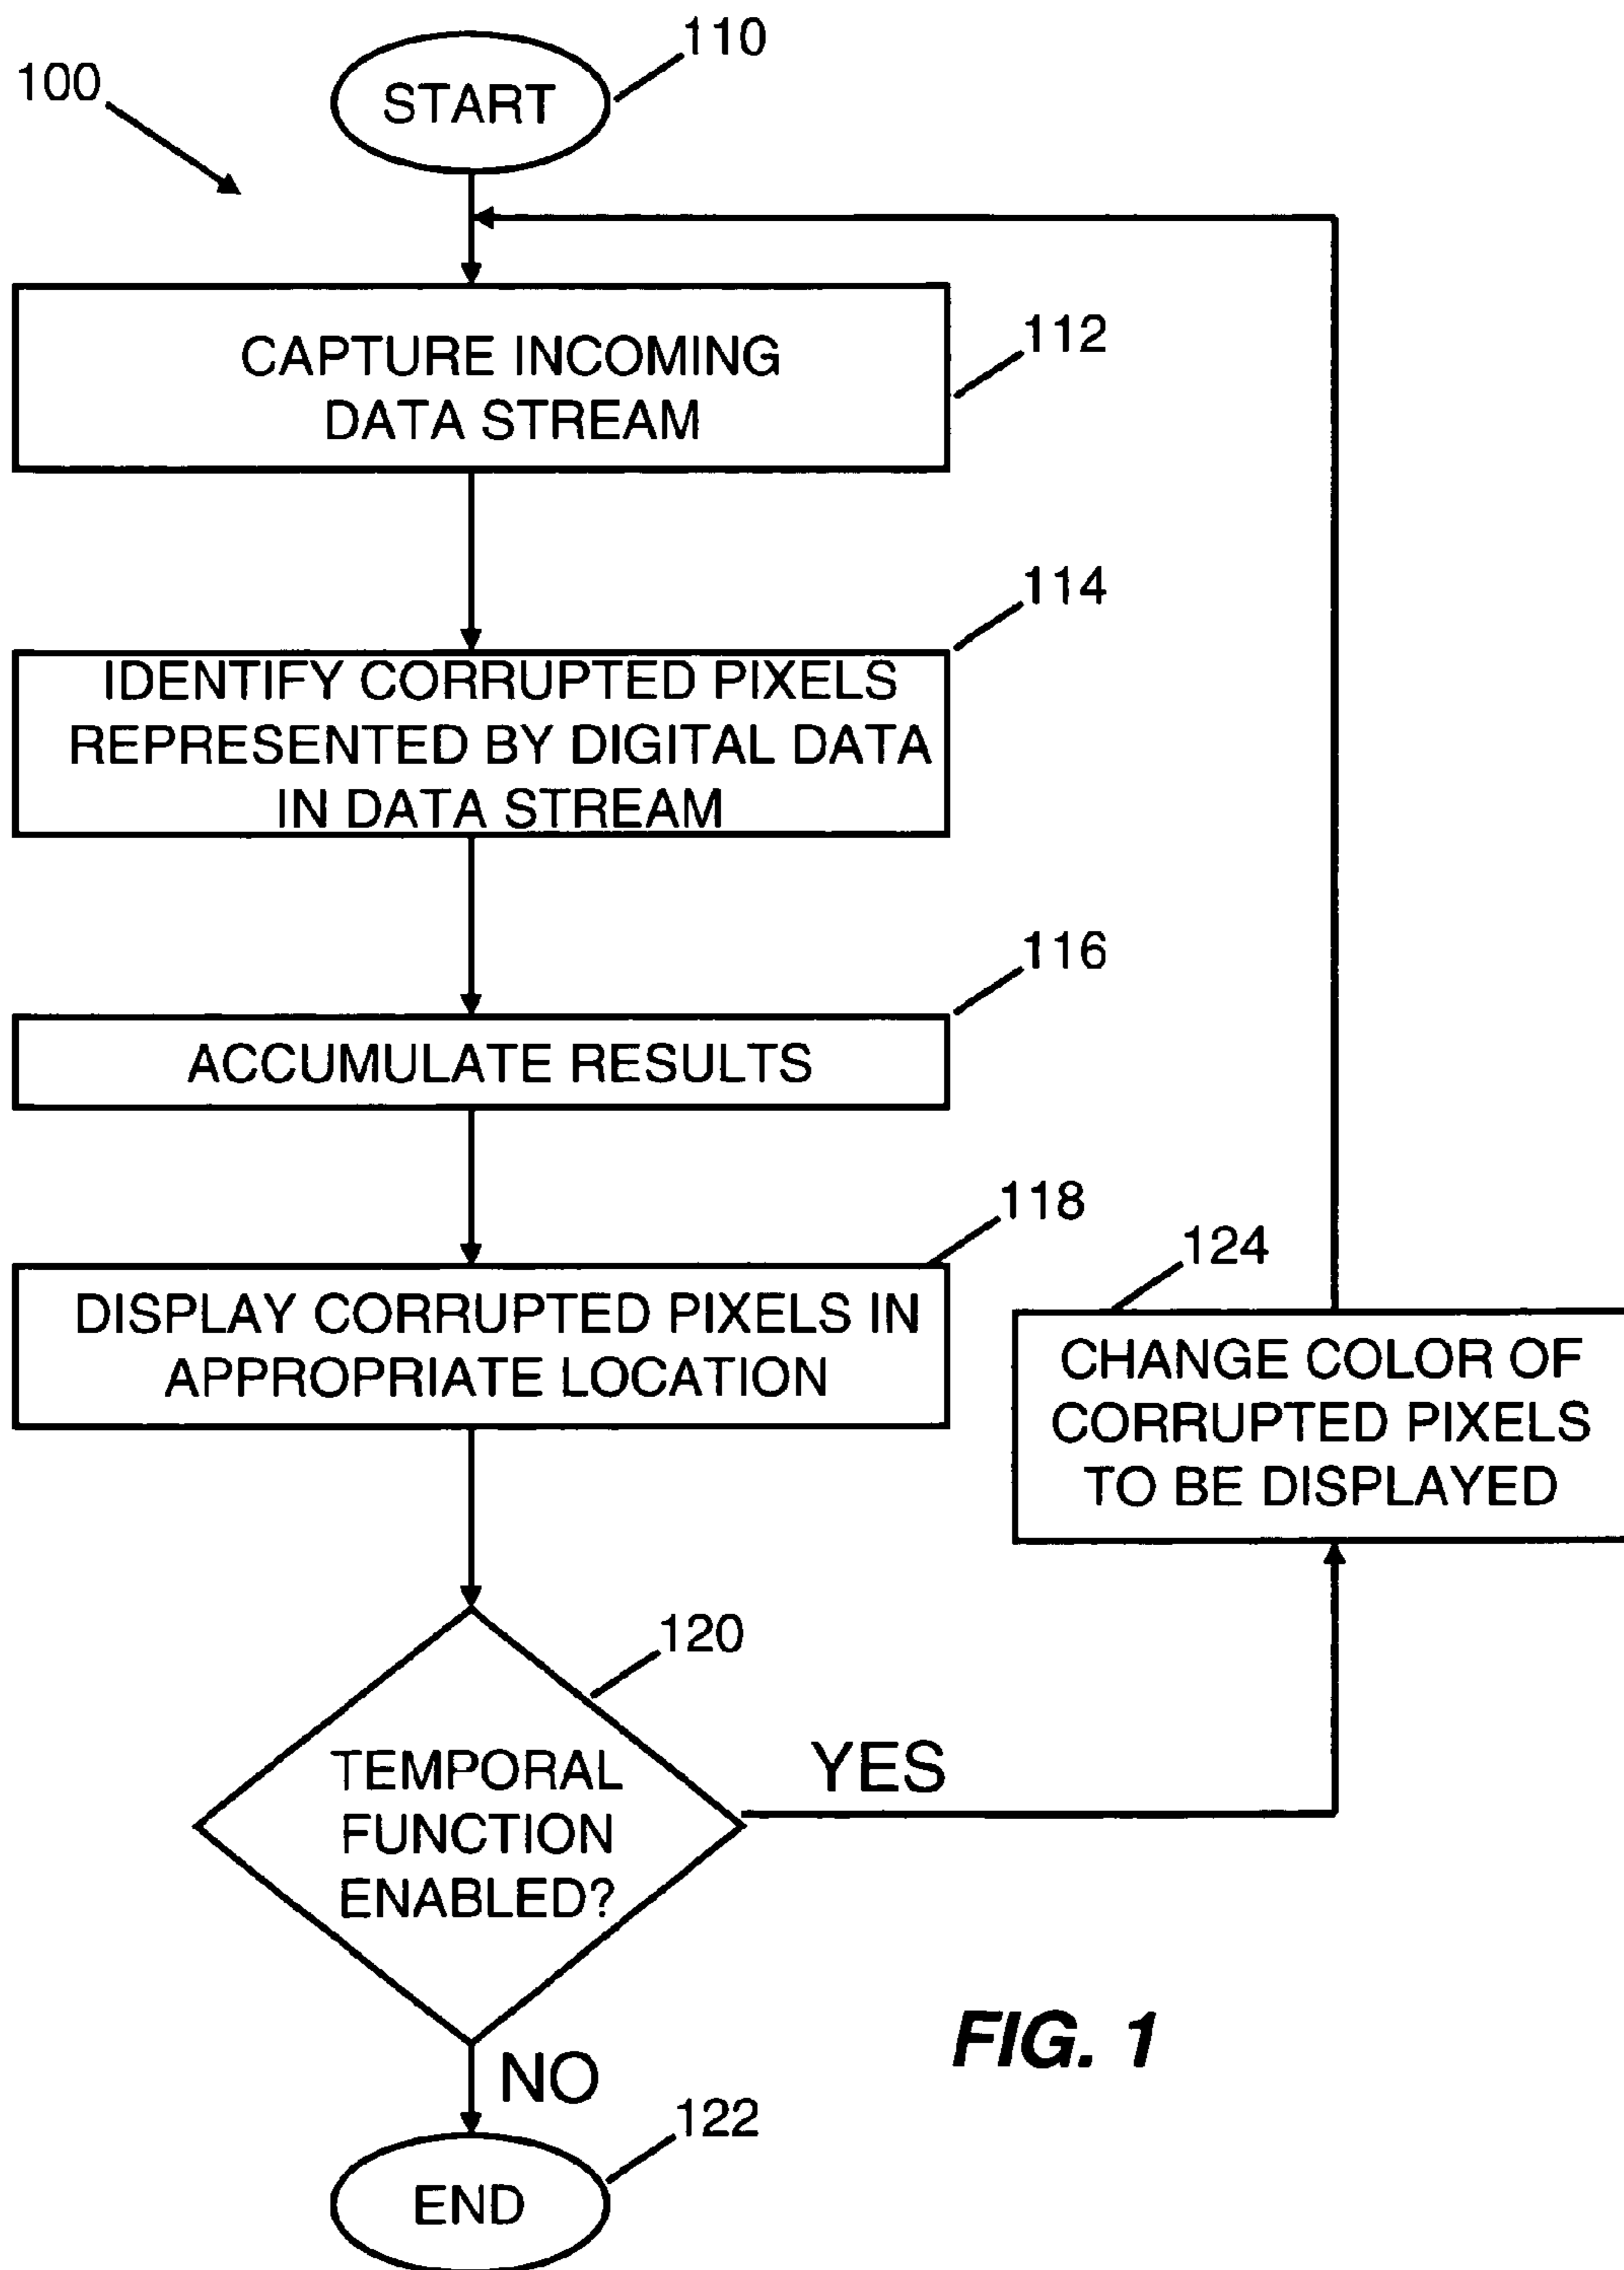 100
START
110
CAPTURE INCOMING
DATA STREAM
112
IDENTIFY CORRUPTED PIXELS
REPRESENTED BY DIGITAL DATA
IN DATA STREAM
114
ACCUMULATE RESULTS
116
DISPLAY CORRUPTED PIXELS IN
APPROPRIATE LOCATION
118
CHANGE COLOR OF
CORRUPTED PIXELS
TO BE DISPLAYED
124
TEMPORAL
FUNCTION
ENABLED?
120
YES
NO
END
122
FIG. 1